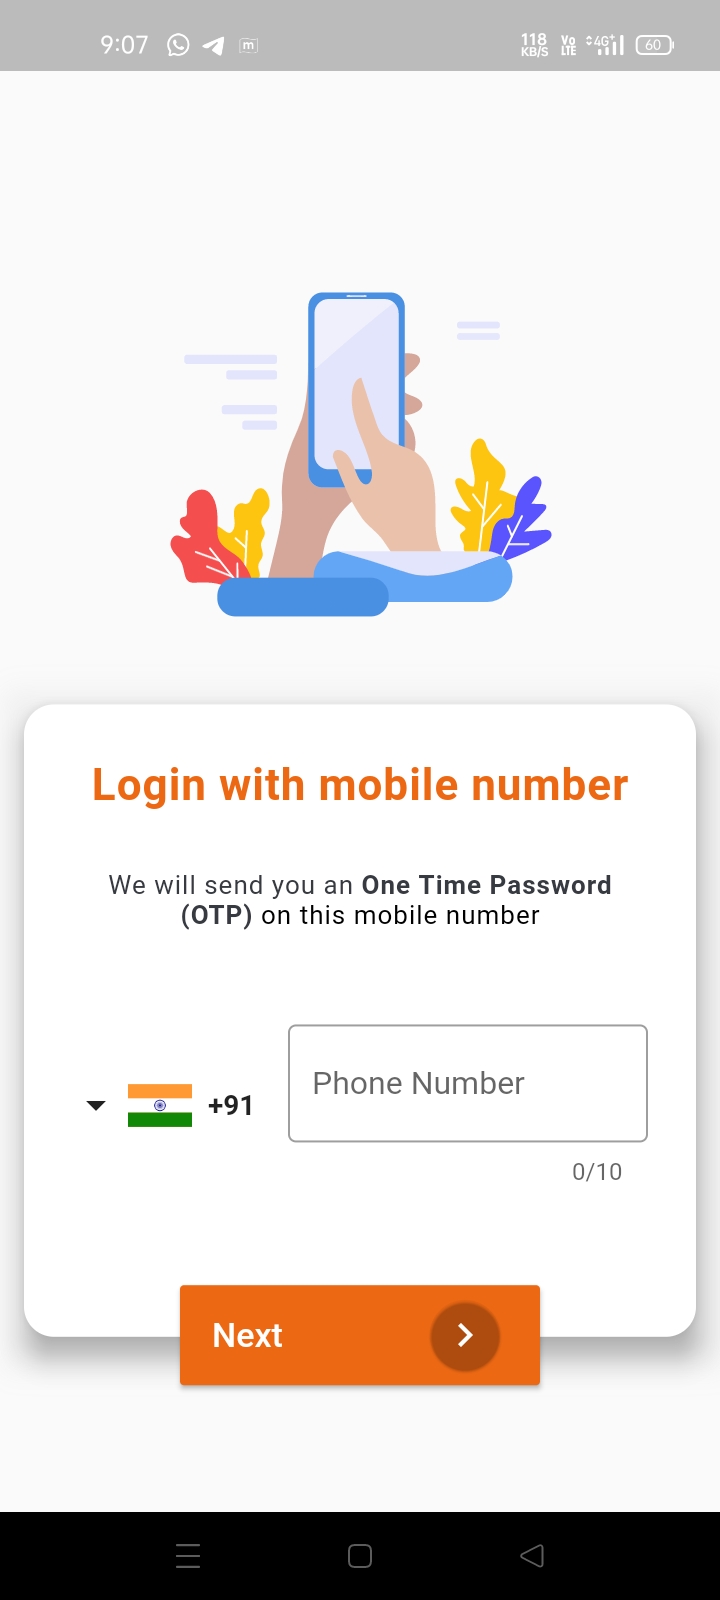 9:07 m 118 KB/S Vo LTE 4G+ 60
Login with mobile number
We will send you an One Time Password
(OTP) on this mobile number
+91 Phone Number
0/10
Next